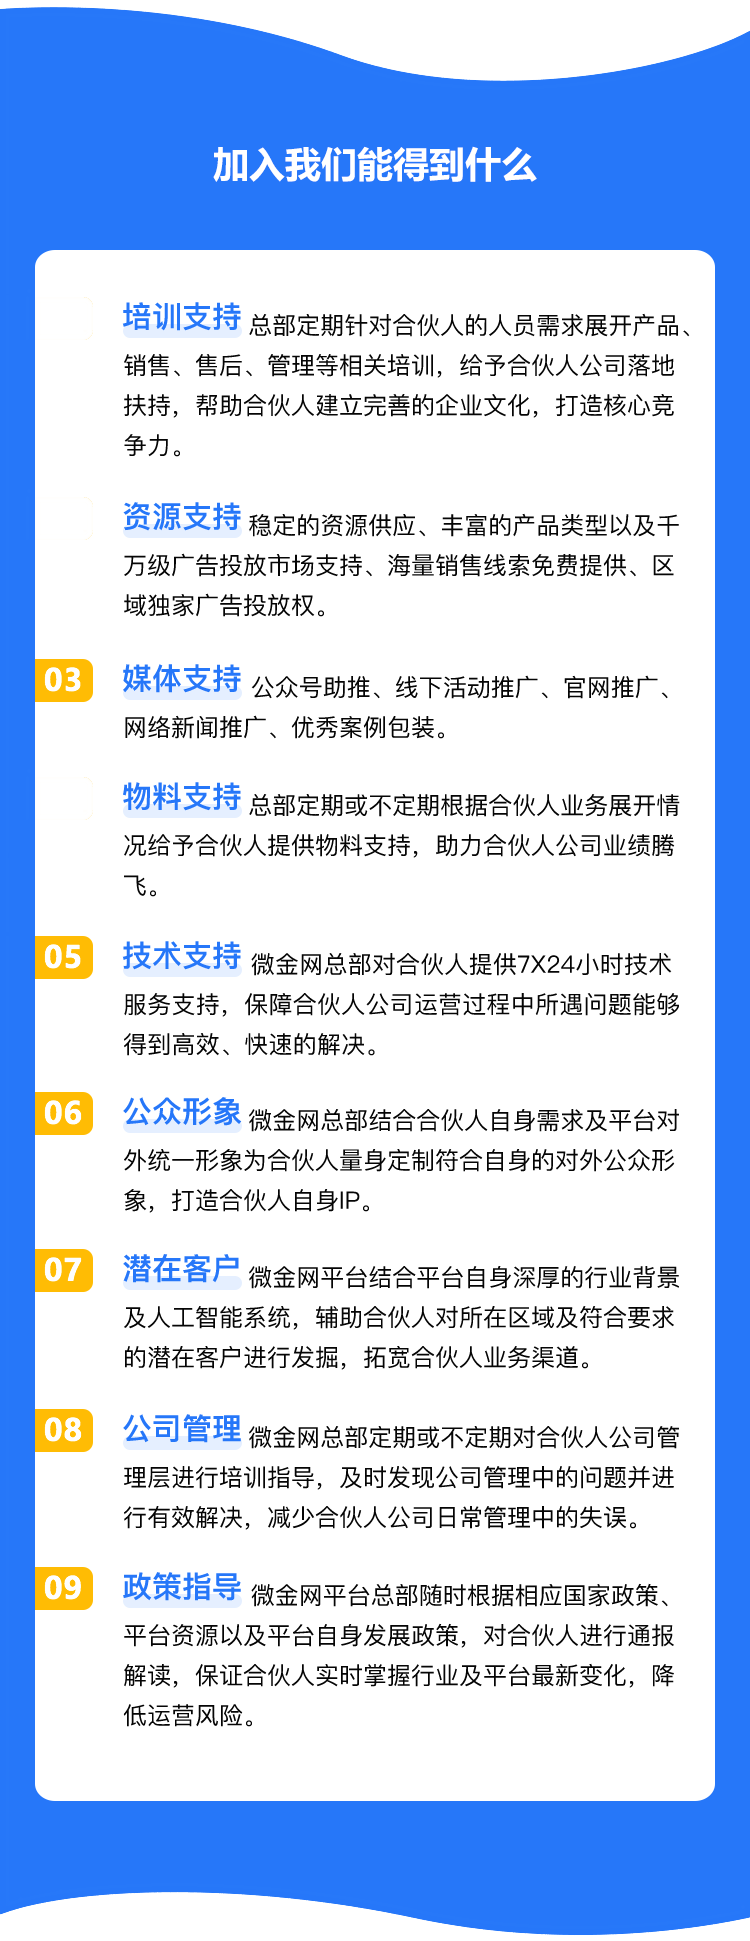 加入我们能得到什么
培训支持 总部定期针对合伙人的人员需求展开产品、
销售、售后、管理等相关培训，给予合伙人公司落地
扶持，帮助合伙人建立完善的企业文化，打造核心竞
争力。
资源支持 稳定的资源供应、丰富的产品类型以及千
万级广告投放市场支持、海量销售线索免费提供、区
域独家广告投放权。
03 媒体支持 公众号助推、线下活动推广、官网推广、
网络新闻推广、优秀案例包装。
物料支持 总部定期或不定期根据合伙人业务展开情
况给予合伙人提供物料支持，助力合伙人公司业绩腾
飞。
05 技术支持 微金网总部对合伙人提供7X24小时技术
服务支持，保障合伙人公司运营过程中所遇问题能够
得到高效、快速的解决。
06 公众形象 微金网总部结合合伙人自身需求及平台对
外统一形象为合伙人量身定制符合自身的对外公众形
象，打造合伙人自身IP。
07 潜在客户 微金网平台结合平台自身深厚的行业背景
及人工智能系统，辅助合伙人对所在区域及符合要求
的潜在客户进行发掘，拓宽合伙人业务渠道。
08 公司管理 微金网总部定期或不定期对合伙人公司管
理层进行培训指导，及时发现公司管理中的问题并进
行有效解决，减少合伙人公司日常管理中的失误。
09 政策指导 微金网平台总部随时根据相应国家政策、
平台资源以及平台自身发展政策，对合伙人进行通报
解读，保证合伙人实时掌握行业及平台最新变化，降
低运营风险。